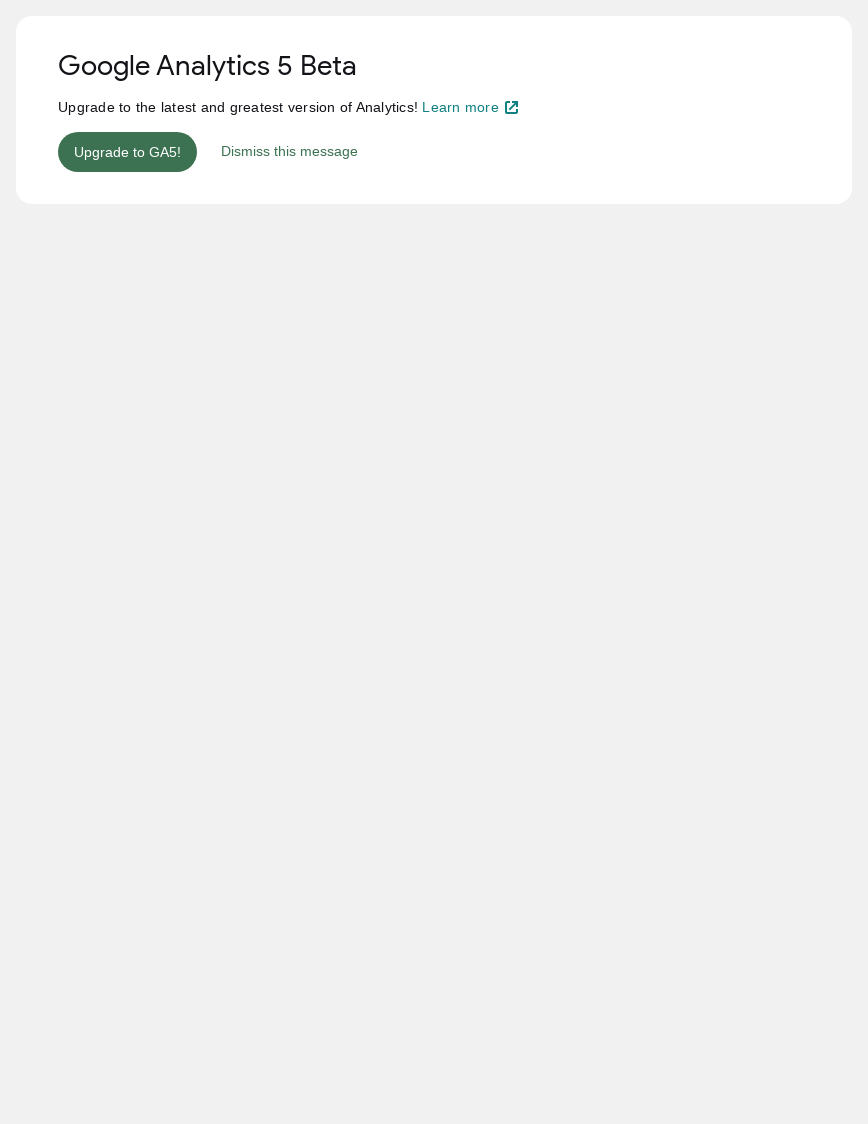 Google Analytics 5 Beta
Upgrade to the latest and greatest version of Analytics! Learn more
Upgrade to GA5! Dismiss this message